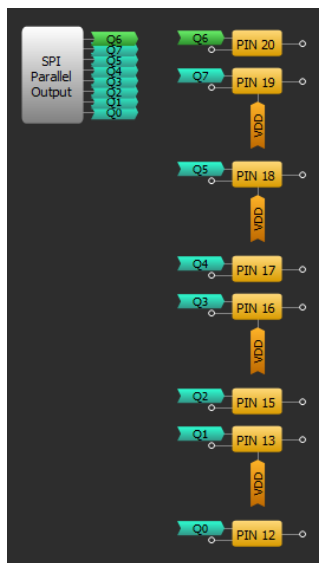 SPI
Parallel
Output
Q6
Q7
Q5
Q4
Q3
Q2
Q1
Q0
Q6 PIN 20
Q7 PIN 19
VDD
Q5 PIN 18
VDD
Q4 PIN 17
Q3 PIN 16
VDD
Q2 PIN 15
Q1 PIN 13
VDD
Q0 PIN 12